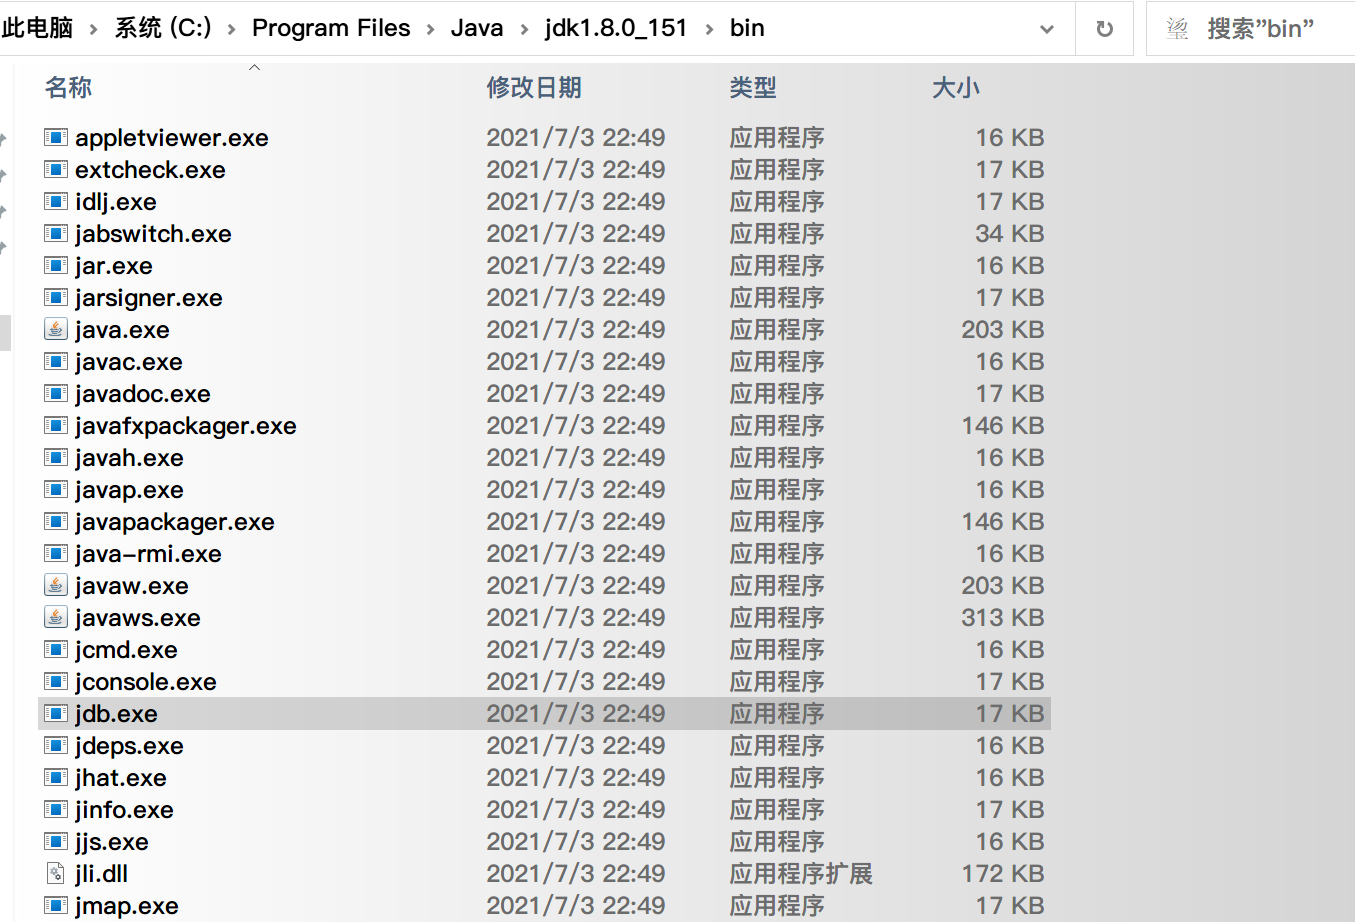 此电脑 › 系统 (C:) › Program Files › Java › jdk1.8.0_151 › bin 搜索"bin"
名称 修改日期 类型 大小
appletviewer.exe 2021/7/3 22:49 应用程序 16 KB
extcheck.exe 2021/7/3 22:49 应用程序 17 KB
idlj.exe 2021/7/3 22:49 应用程序 17 KB
jabswitch.exe 2021/7/3 22:49 应用程序 34 KB
jar.exe 2021/7/3 22:49 应用程序 16 KB
jarsigner.exe 2021/7/3 22:49 应用程序 17 KB
java.exe 2021/7/3 22:49 应用程序 203 KB
javac.exe 2021/7/3 22:49 应用程序 16 KB
javadoc.exe 2021/7/3 22:49 应用程序 17 KB
javafxpackager.exe 2021/7/3 22:49 应用程序 146 KB
javah.exe 2021/7/3 22:49 应用程序 16 KB
javap.exe 2021/7/3 22:49 应用程序 16 KB
javapackager.exe 2021/7/3 22:49 应用程序 146 KB
java-rmi.exe 2021/7/3 22:49 应用程序 16 KB
javaw.exe 2021/7/3 22:49 应用程序 203 KB
javaws.exe 2021/7/3 22:49 应用程序 313 KB
jcmd.exe 2021/7/3 22:49 应用程序 16 KB
jconsole.exe 2021/7/3 22:49 应用程序 17 KB
jdb.exe 2021/7/3 22:49 应用程序 17 KB
jdeps.exe 2021/7/3 22:49 应用程序 16 KB
jhat.exe 2021/7/3 22:49 应用程序 16 KB
jinfo.exe 2021/7/3 22:49 应用程序 17 KB
jjs.exe 2021/7/3 22:49 应用程序 16 KB
jli.dll 2021/7/3 22:49 应用程序扩展 172 KB
jmap.exe 2021/7/3 22:49 应用程序 17 KB